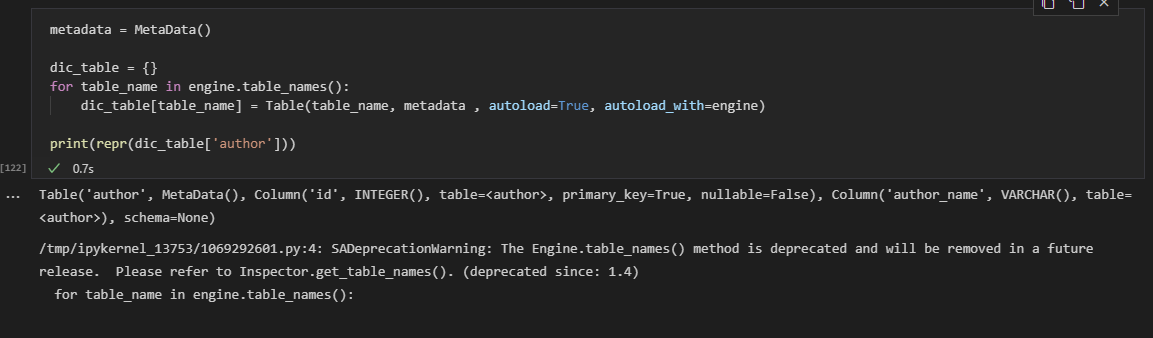 metadata = MetaData()
dic_table = {}
for table_name in engine.table_names():
    dic_table[table_name] = Table(table_name, metadata , autoload=True, autoload_with=engine)
print(repr(dic_table['author']))
[122]
0.7s
... Table('author', MetaData(), Column('id', INTEGER(), table=<author>, primary_key=True, nullable=False), Column('author_name', VARCHAR(), table=
<author>), schema=None)
/tmp/ipykernel_13753/1069292601.py:4: SADeprecationWarning: The Engine.table_names() method is deprecated and will be removed in a future
release.  Please refer to Inspector.get_table_names(). (deprecated since: 1.4)
  for table_name in engine.table_names():